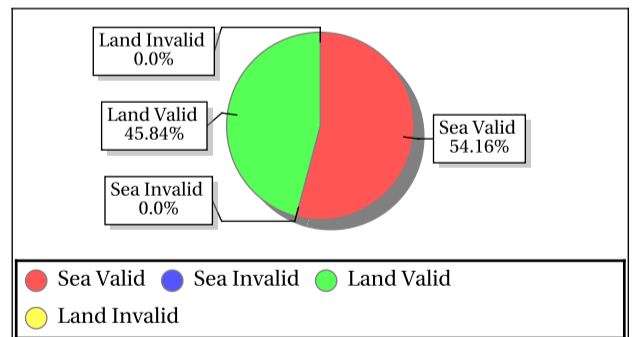 Land Invalid
0.0%
Land Valid
45.84%
Sea Valid
54.16%
Sea Invalid
0.0%
Sea Valid Sea Invalid Land Valid
Land Invalid